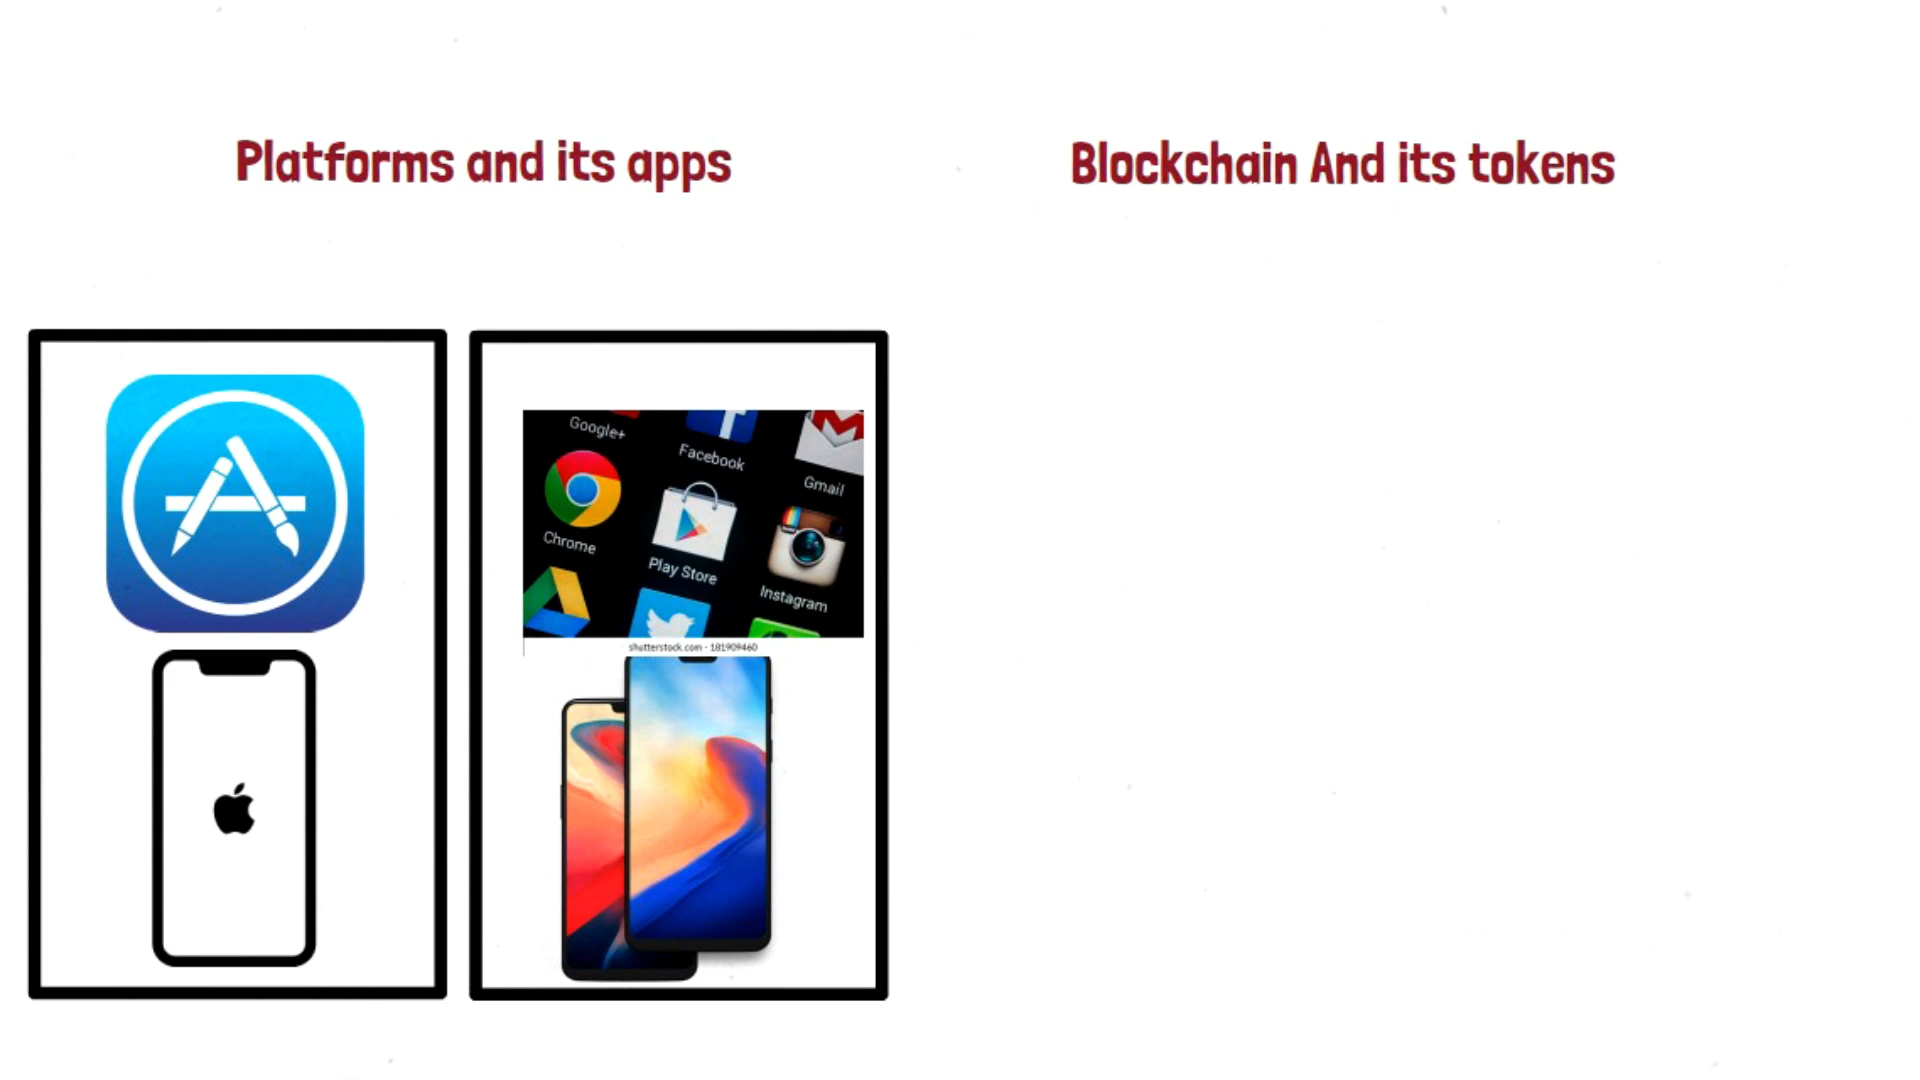 Platforms and its apps
Blockchain And its tokens
Google+
Facebook
Gmail
Chrome
Play Store
Instagram
shutterstock.com · 181909460